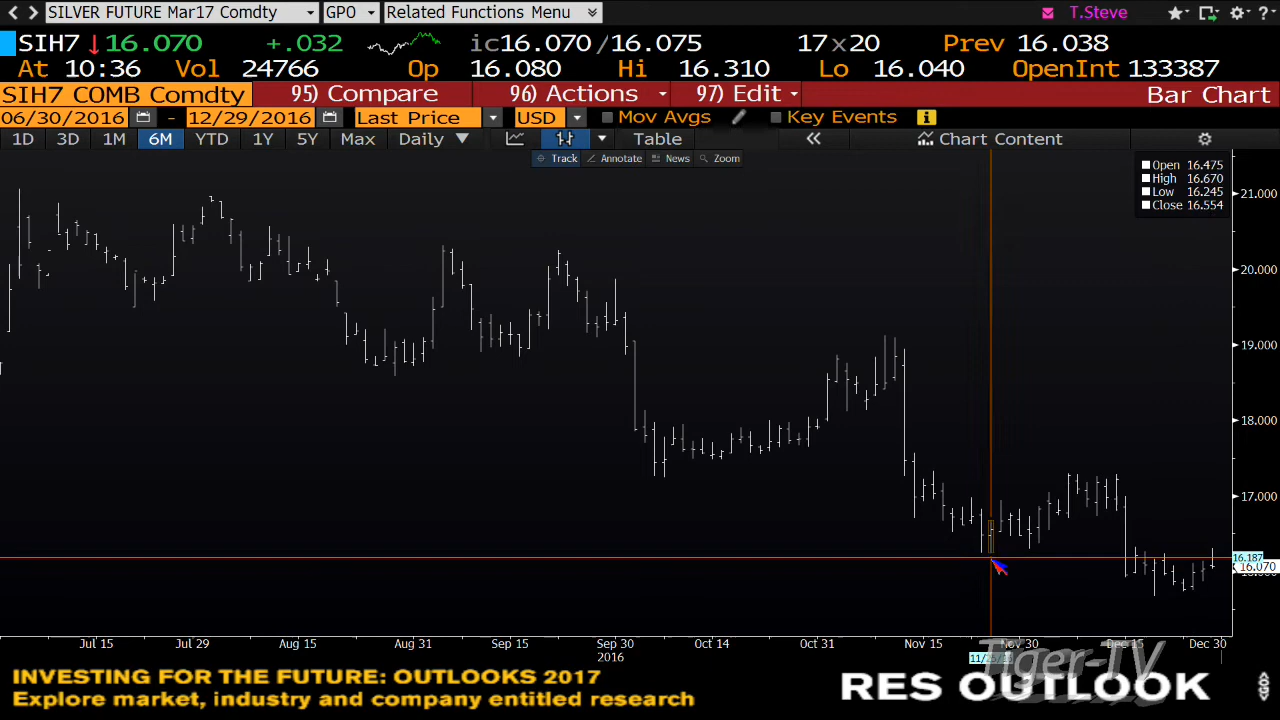 SILVER FUTURE Mar17 Comdty GPO Related Functions Menu T.Steve ?
SIH7 16.070 +.032 ic16.070/16.075 17x20 Prev 16.038
At 10:36 Vol 24766 Op 16.080 Hi 16.310 Lo 16.040 OpenInt 133387
SIH7 COMB Comdty 95) Compare 96) Actions 97) Edit Bar Chart
06/30/2016 - 12/29/2016 Last Price USD Mov Avgs Key Events
1D 3D 1M 6M YTD 1Y 5Y Max Daily Table Chart Content
Track Annotate News Zoom
Open 16.475
High 16.670
Low 16.245
Close 16.554
21.000
20.000
19.000
18.000
17.000
16.187
16.070
Jul 15 Jul 29 Aug 15 Aug 31 Sep 15 Sep 30 Oct 14 Oct 31 Nov 15 Nov 30 Dec 15 Dec 30
2016
Tiger-TV
INVESTING FOR THE FUTURE: OUTLOOKS 2017
Explore market, industry and company entitled research
RES OUTLOOK